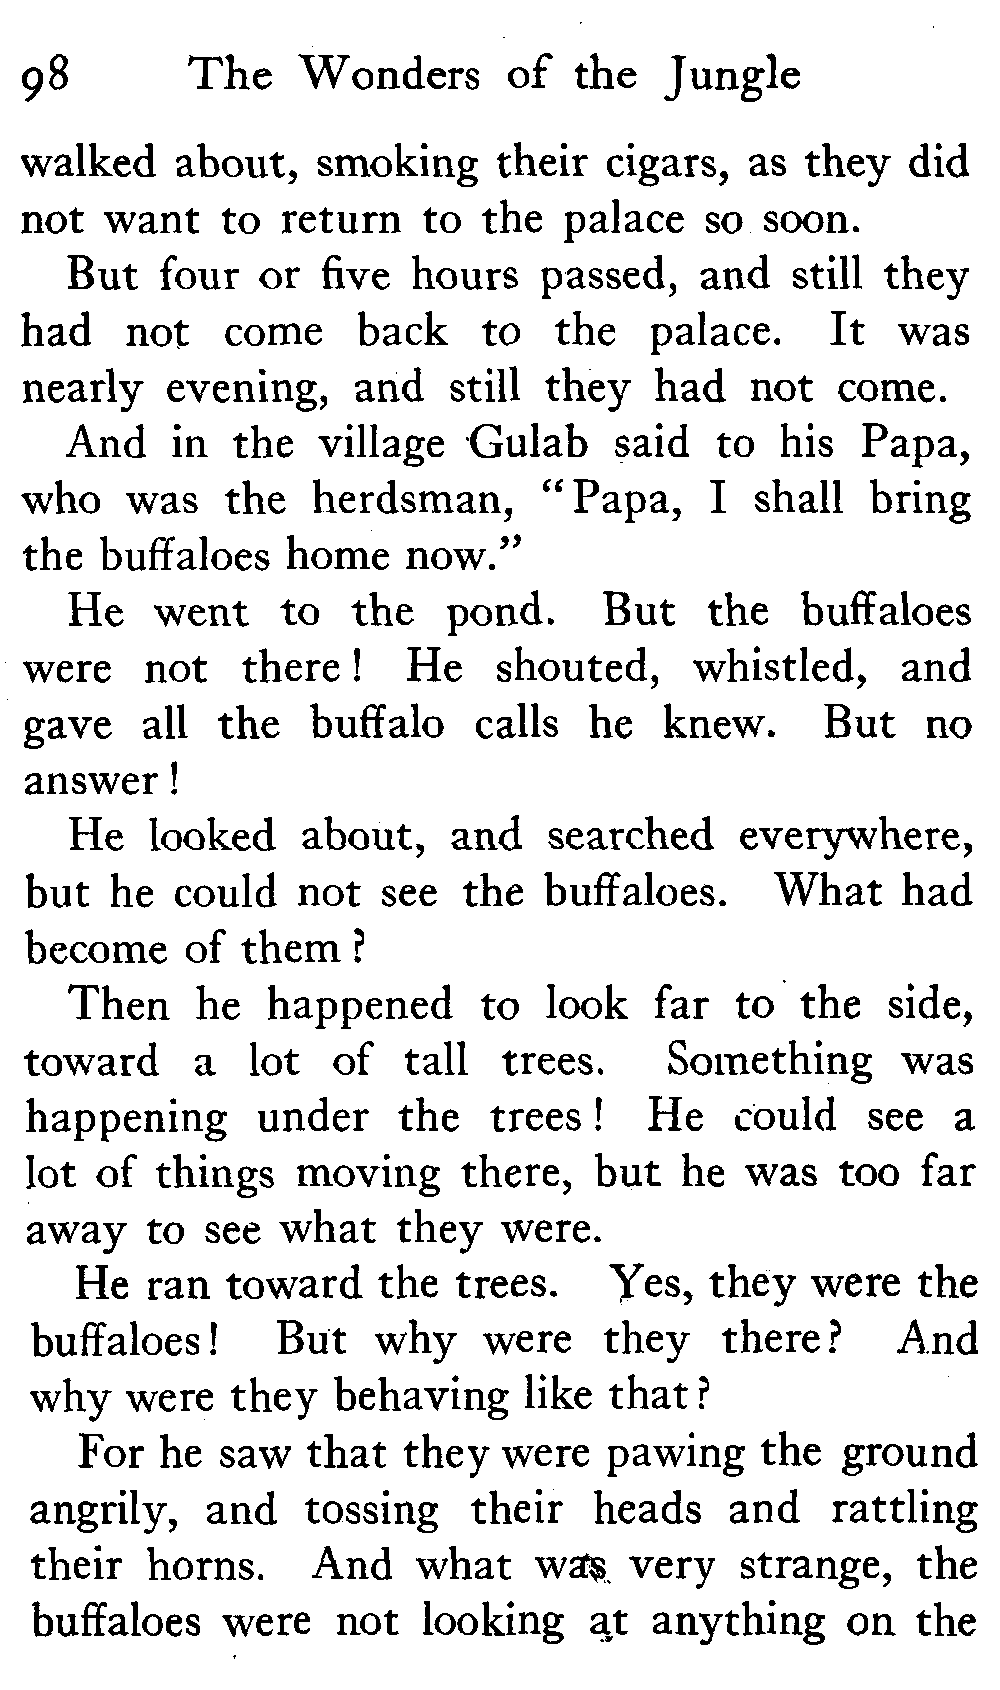 98 The Wonders of the Jungle
walked about, smoking their cigars, as they did
not want to return to the palace so soon.
But four or five hours passed, and still they
had not come back to the palace. It was
nearly evening, and still they had not come.
And in the village Gulab said to his Papa,
who was the herdsman, “Papa, I shall bring
the buffaloes home now.”
He went to the pond. But the buffaloes
were not there! He shouted, whistled, and
gave all the buffalo calls he knew. But no
answer!
He looked about, and searched everywhere,
but he could not see the buffaloes. What had
become of them?
Then he happened to look far to the side,
toward a lot of tall trees. Something was
happening under the trees! He could see a
lot of things moving there, but he was too far
away to see what they were.
He ran toward the trees. Yes, they were the
buffaloes! But why were they there? And
why were they behaving like that?
For he saw that they were pawing the ground
angrily, and tossing their heads and rattling
their horns. And what was very strange, the
buffaloes were not looking at anything on the